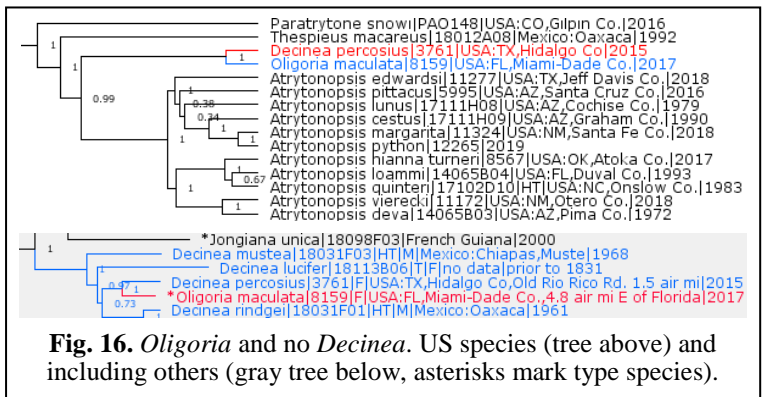 Paratrytone snowi|PAO148|USA:CO,Gilpin Co.|2016
Thespieus macareus|18012A08|Mexico:Oaxaca|1992
Decinea percosius|3761|USA:TX,Hidalgo Co|2015
Oligoria maculata|8159|USA:FL,Miami-Dade Co.|2017
Atrytonopsis edwardsi|11277|USA:TX,Jeff Davis Co.|2018
Atrytonopsis pittacus|5995|USA:AZ,Santa Cruz Co.|2016
Atrytonopsis lunus|17111H08|USA:AZ,Cochise Co.|1979
Atrytonopsis cestus|17111H09|USA:AZ,Graham Co.|1990
Atrytonopsis margarita|11324|USA:NM,Santa Fe Co.|2018
Atrytonopsis python|12265|2019
Atrytonopsis hianna turneri|8567|USA:OK,Atoka Co.|2017
Atrytonopsis loammi|14065B04|USA:FL,Duval Co.|1993
Atrytonopsis quinteri|17102D10|HT|USA:NC,Onslow Co.|1983
Atrytonopsis vierecki|11172|USA:NM,Otero Co.|2018
Atrytonopsis deva|14065B03|USA:AZ,Pima Co.|1972
1
1
1
0.99
1
0.38
0.34
1
1
1
1
0.67
1
1
*Jongiana unica|18098F03|French Guiana|2000
Decinea mustea|18031F03|HT|M|Mexico:Chiapas,Muste|1968
Decinea lucifer|18113B06|T|F|no data|prior to 1831
Decinea percosius|3761|F|USA:TX,Hidalgo Co,Old Rio Rico Rd. 1.5 air mi|2015
*Oligoria maculata|8159|F|USA:FL,Miami-Dade Co.,4.8 air mi E of Florida|2017
Decinea rindgei|18031F01|HT|M|Mexico:Oaxaca|1961
1
1
0.97
1
0.73
1
Fig. 16. Oligoria and no Decinea. US species (tree above) and
including others (gray tree below, asterisks mark type species).